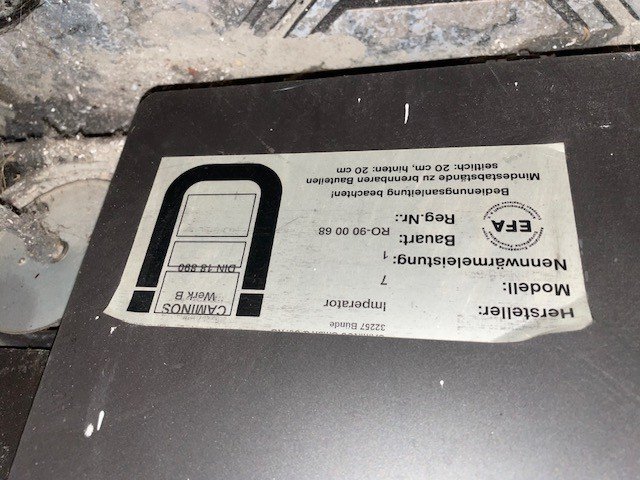 Hersteller:
32257 Bünde
Modell: Imperator
Nennwärmeleistung: 7
Bauart: 1
Reg.Nr.: RO-90 00 68
Bedienungsanleitung beachten!
Mindestabstände zu brennbaren Bauteilen
seitlich: 20 cm, hinten: 20 cm
EFA
CAMINOS
Werk B
DIN 18 890